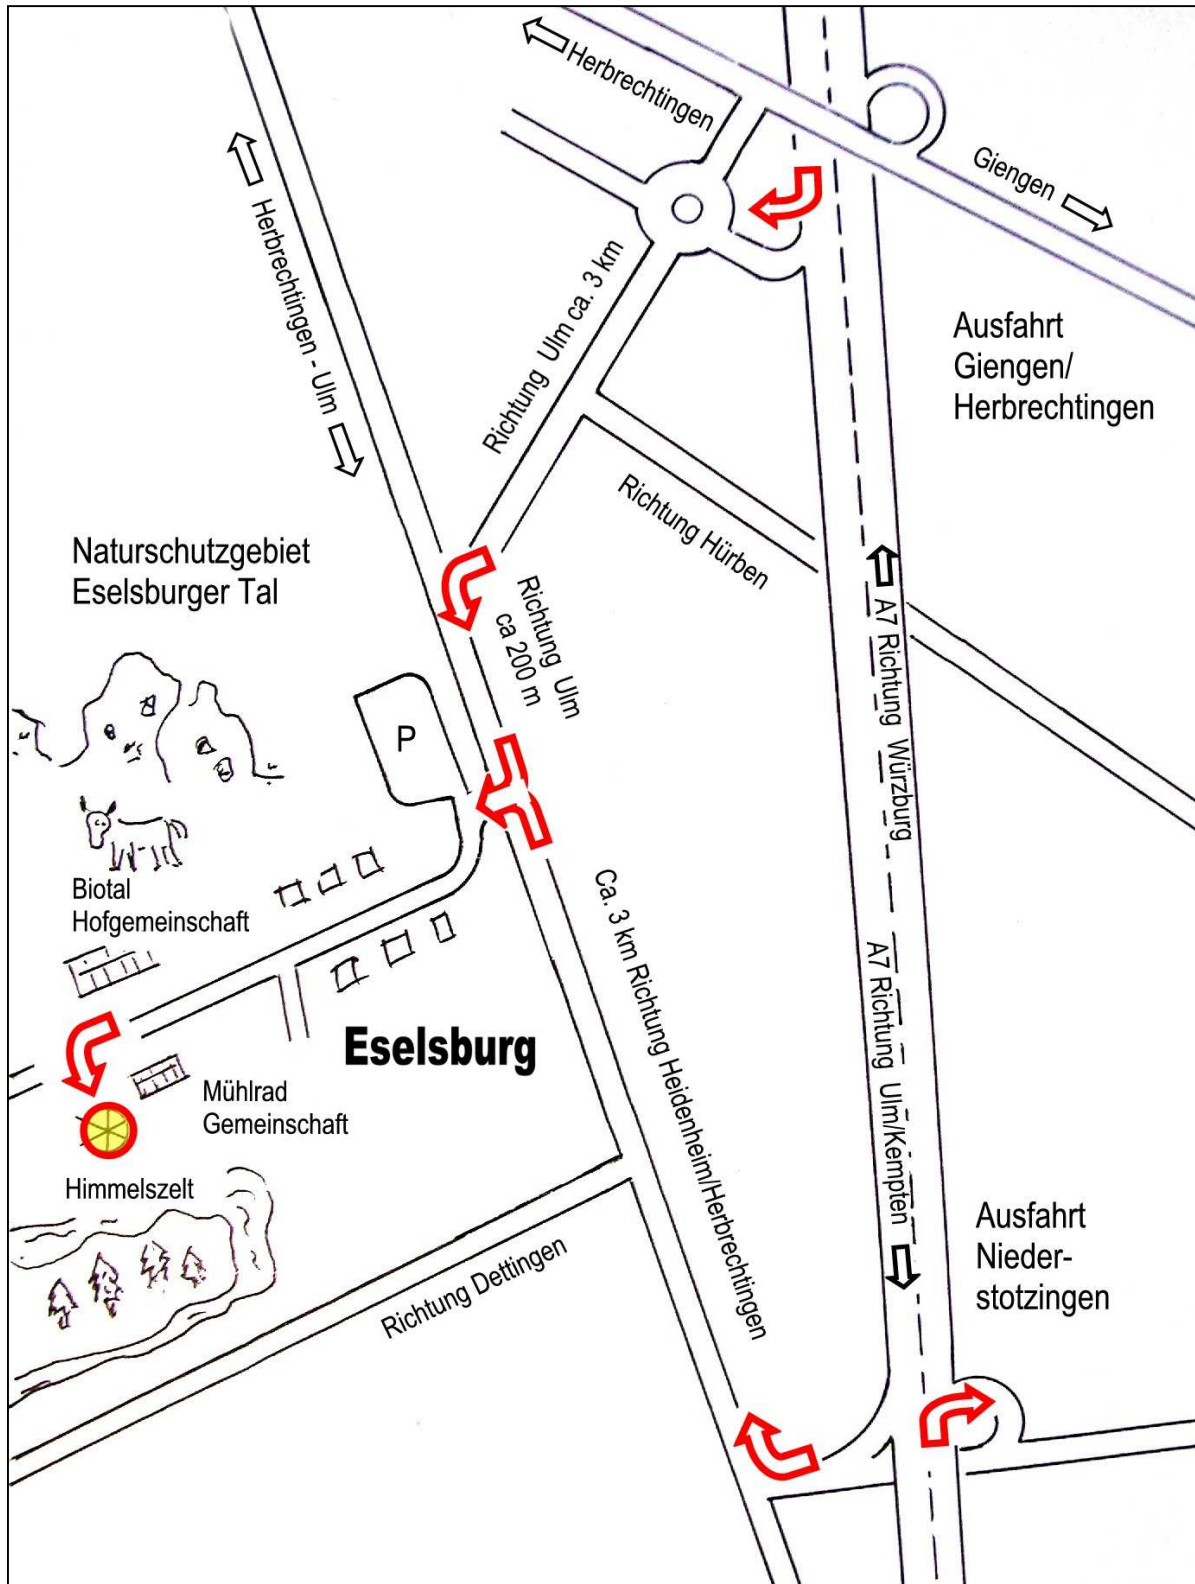 Herbrechtingen
Giengen
Herbrechtingen - Ulm
Richtung Ulm ca. 3 km
Ausfahrt
Giengen/
Herbrechtingen
Richtung Hürben
Naturschutzgebiet
Eselsburger Tal
Richtung Ulm
ca 200 m
A7 Richtung Würzburg
P
Biotal
Hofgemeinschaft
Ca. 3 km Richtung Heidenheim/Herbrechtingen
A7 Richtung Ulm/Kempten
Eselsburg
Mühlrad
Gemeinschaft
Himmelszelt
Richtung Dettingen
Ausfahrt
Nieder-
stotzingen